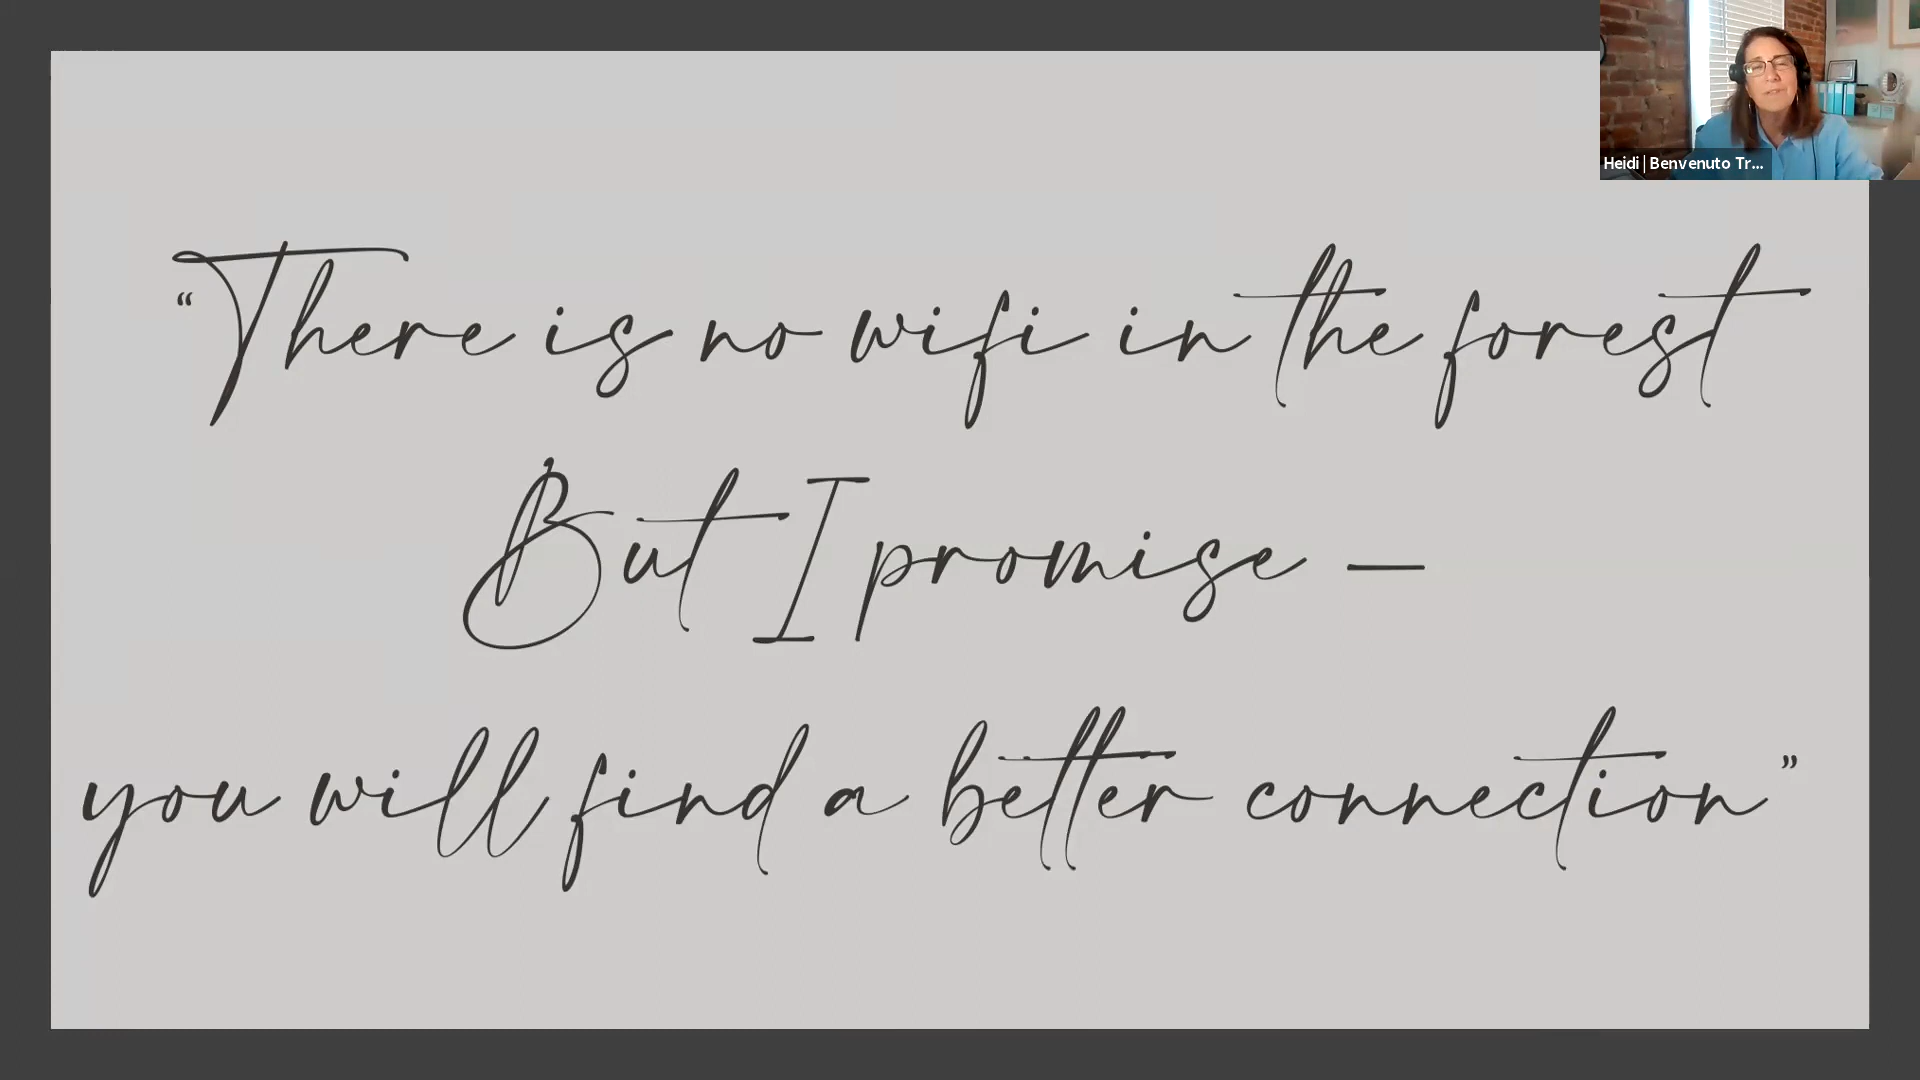 Heidi | Benvenuto Tr...
“There is no wifi in the forest
But I promise —
you will find a better connection”